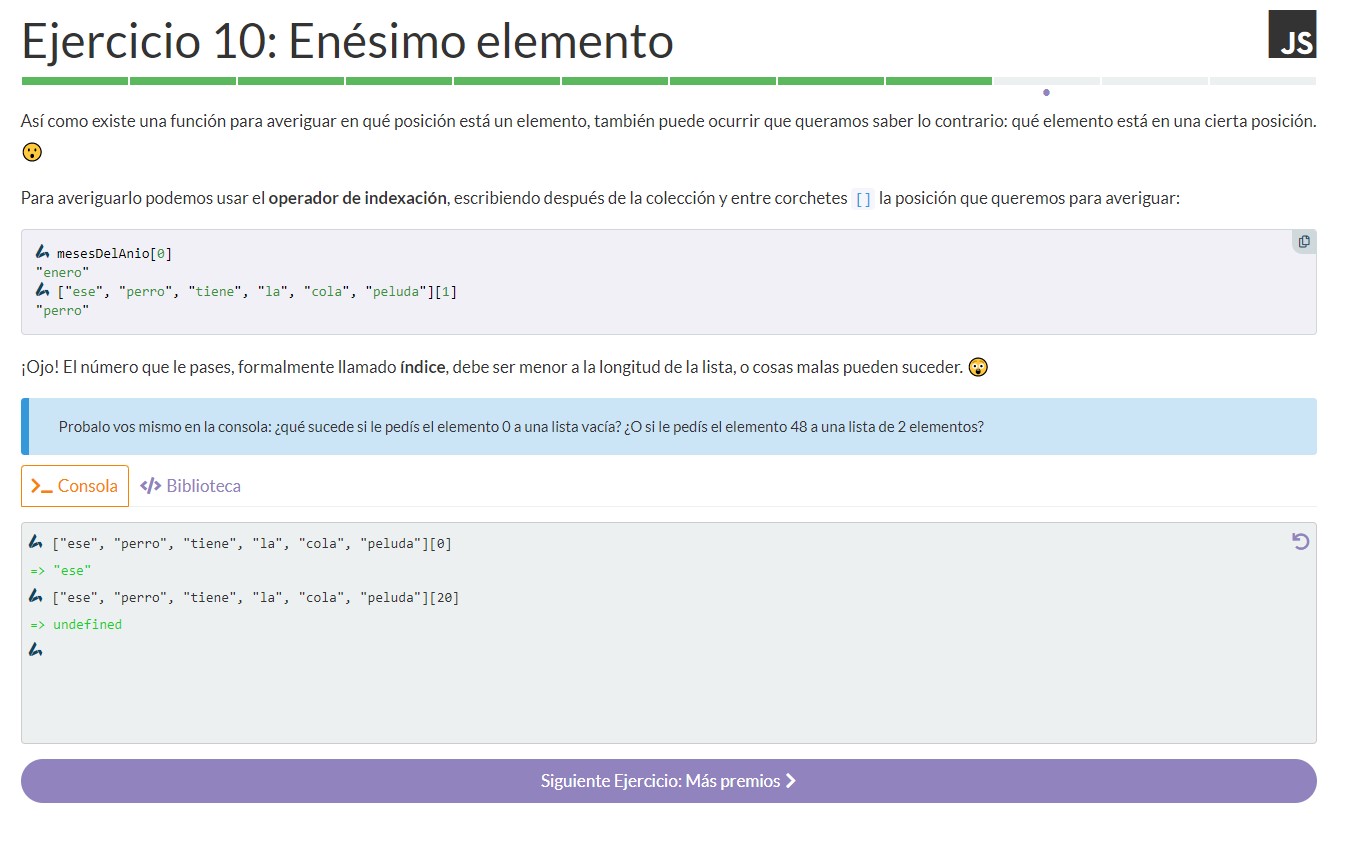 Ejercicio 10: Enésimo elemento
JS
Así como existe una función para averiguar en qué posición está un elemento, también puede ocurrir que queramos saber lo contrario: qué elemento está en una cierta posición.
😮
Para averiguarlo podemos usar el operador de indexación, escribiendo después de la colección y entre corchetes [] la posición que queremos para averiguar:
mesesDelAnio[0]
"enero"
["ese", "perro", "tiene", "la", "cola", "peluda"][1]
"perro"
¡Ojo! El número que le pases, formalmente llamado índice, debe ser menor a la longitud de la lista, o cosas malas pueden suceder. 😲
Probalo vos mismo en la consola: ¿qué sucede si le pedís el elemento 0 a una lista vacía? ¿O si le pedís el elemento 48 a una lista de 2 elementos?
>_ Consola </> Biblioteca
["ese", "perro", "tiene", "la", "cola", "peluda"][0]
=> "ese"
["ese", "perro", "tiene", "la", "cola", "peluda"][20]
=> undefined
Siguiente Ejercicio: Más premios >